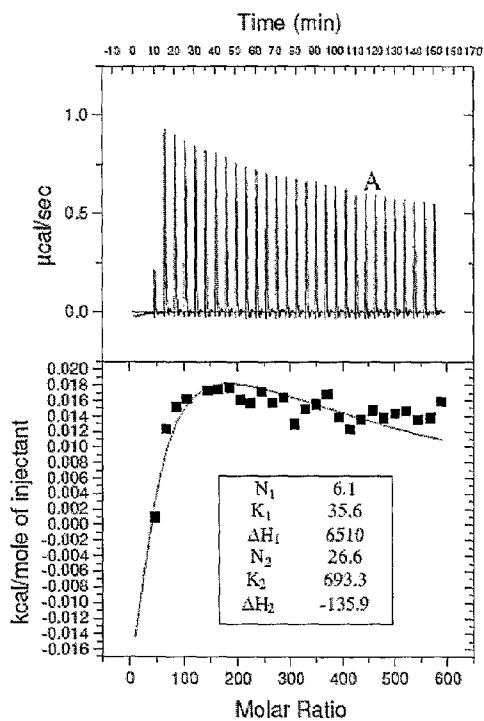 Time (min)
-10 0 10 20 30 40 50 60 70 80 90 100 110 120 130 140 150 160 170
1.0
0.5
0.0
µcal/sec
A
0.020
0.018
0.016
0.014
0.012
0.010
0.008
0.006
0.004
0.002
0.000
-0.002
-0.004
-0.006
-0.008
-0.010
-0.012
-0.014
-0.016
kcal/mole of injectant
N1 6.1
K1 35.6
ΔH1 6510
N2 26.6
K2 693.3
ΔH2 -135.9
0 100 200 300 400 500 600
Molar Ratio